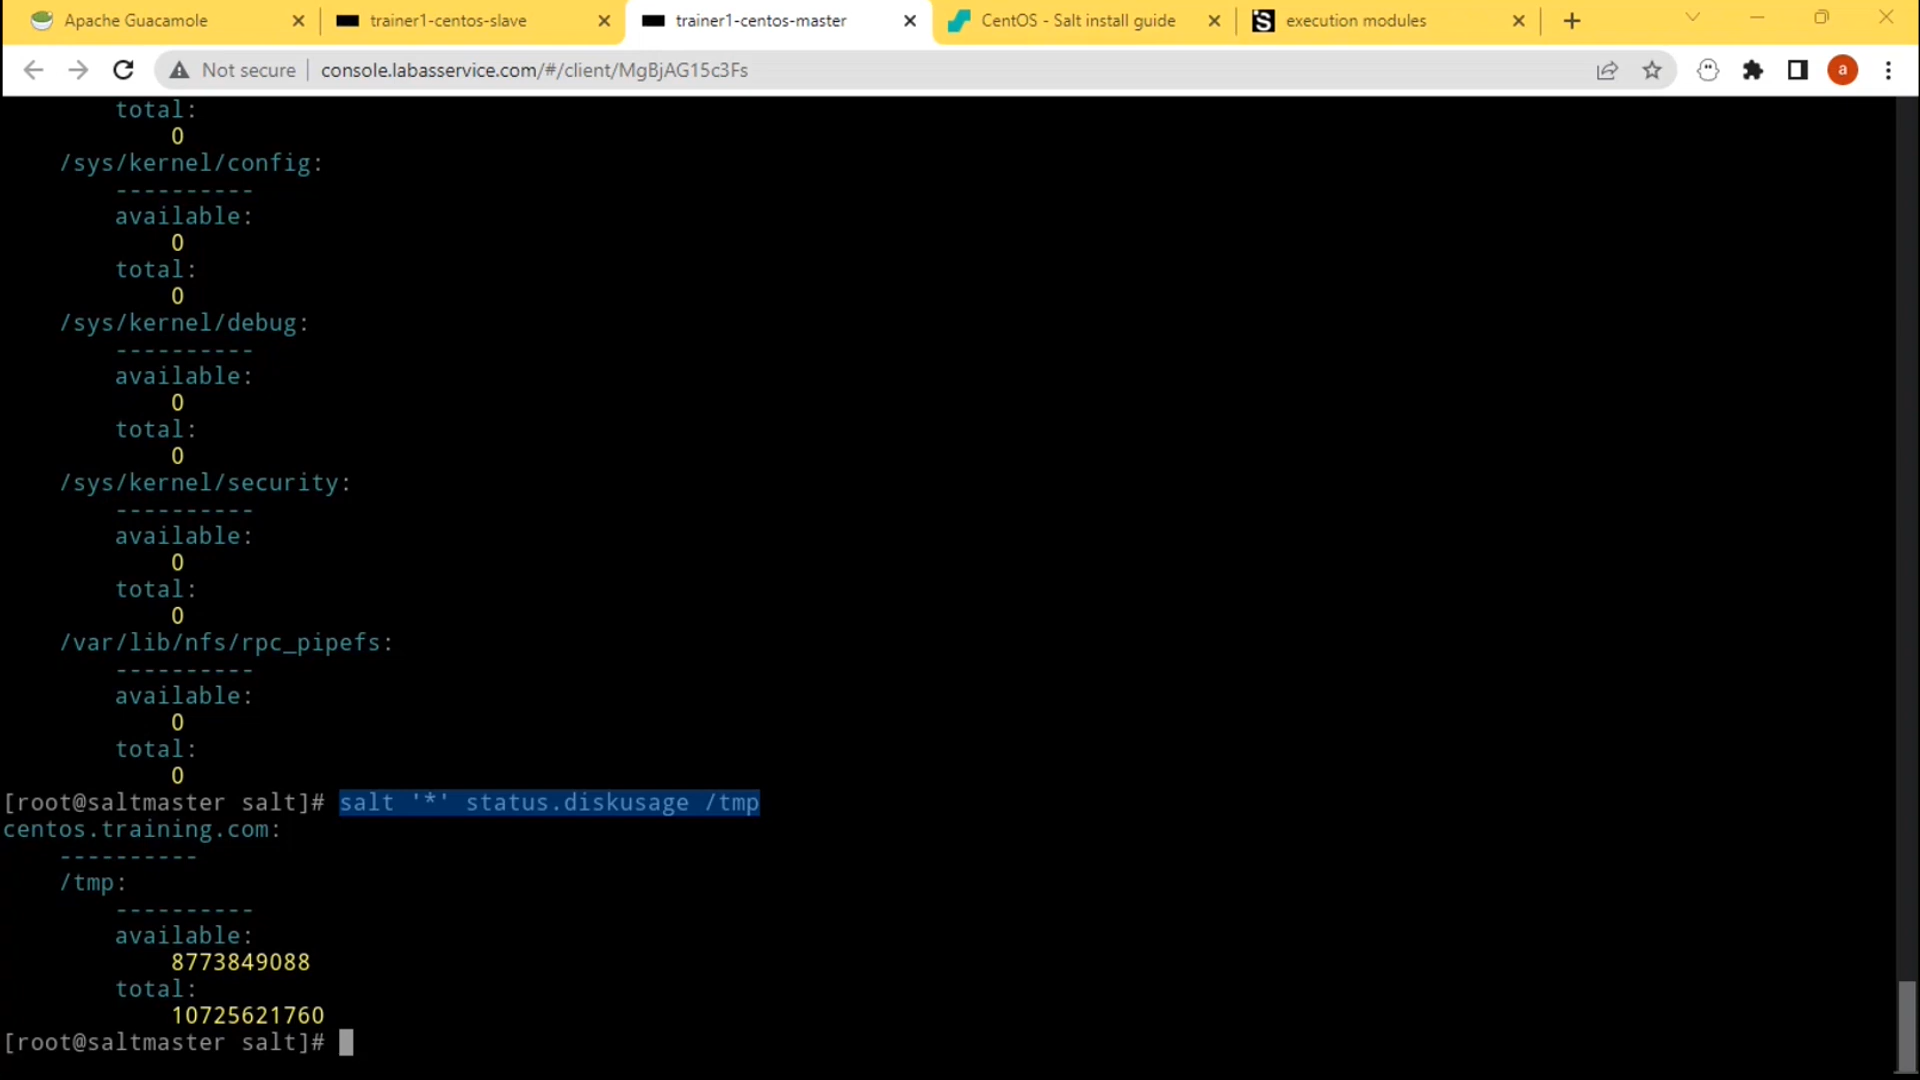 Apache Guacamole
trainer1-centos-slave
trainer1-centos-master
CentOS - Salt install guide
execution modules
Not secure
console.labasservice.com/#/client/MgBjAG15c3Fs
a
total:
0
/sys/kernel/config:
----------
available:
0
total:
0
/sys/kernel/debug:
----------
available:
0
total:
0
/sys/kernel/security:
----------
available:
0
total:
0
/var/lib/nfs/rpc_pipefs:
----------
available:
0
total:
0
[root@saltmaster salt]# salt '*' status.diskusage /tmp
centos.training.com:
----------
/tmp:
----------
available:
8773849088
total:
10725621760
[root@saltmaster salt]#